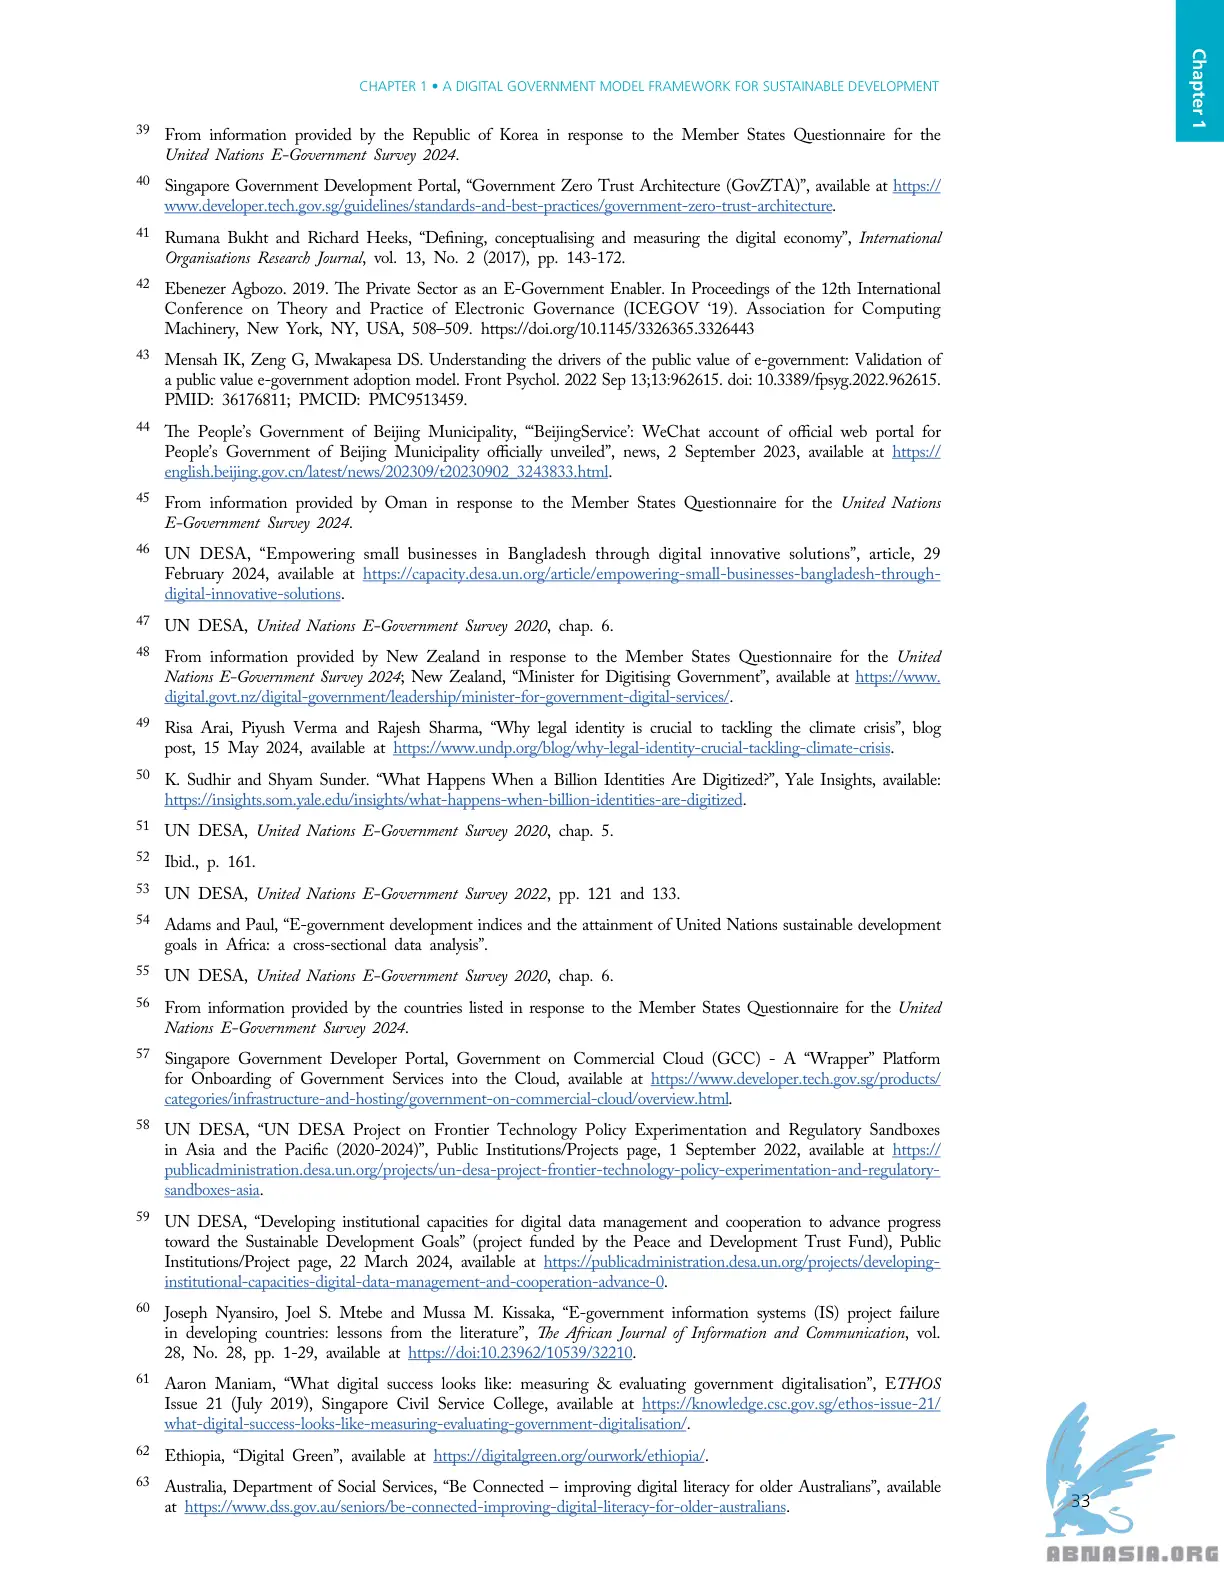 Chapter 1
CHAPTER 1 • A DIGITAL GOVERNMENT MODEL FRAMEWORK FOR SUSTAINABLE DEVELOPMENT
39 From information provided by the Republic of Korea in response to the Member States Questionnaire for the
United Nations E-Government Survey 2024.
40 Singapore Government Development Portal, “Government Zero Trust Architecture (GovZTA)”, available at https://
www.developer.tech.gov.sg/guidelines/standards-and-best-practices/government-zero-trust-architecture.
41 Rumana Bukht and Richard Heeks, “Defining, conceptualising and measuring the digital economy”, International
Organisations Research Journal, vol. 13, No. 2 (2017), pp. 143-172.
42 Ebenezer Agbozo. 2019. The Private Sector as an E-Government Enabler. In Proceedings of the 12th International
Conference on Theory and Practice of Electronic Governance (ICEGOV ‘19). Association for Computing
Machinery, New York, NY, USA, 508–509. https://doi.org/10.1145/3326365.3326443
43 Mensah IK, Zeng G, Mwakapesa DS. Understanding the drivers of the public value of e-government: Validation of
a public value e-government adoption model. Front Psychol. 2022 Sep 13;13:962615. doi: 10.3389/fpsyg.2022.962615.
PMID: 36176811; PMCID: PMC9513459.
44 The People’s Government of Beijing Municipality, “‘BeijingService’: WeChat account of official web portal for
People’s Government of Beijing Municipality officially unveiled”, news, 2 September 2023, available at https://
english.beijing.gov.cn/latest/news/202309/t20230902_3243833.html.
45 From information provided by Oman in response to the Member States Questionnaire for the United Nations
E-Government Survey 2024.
46 UN DESA, “Empowering small businesses in Bangladesh through digital innovative solutions”, article, 29
February 2024, available at https://capacity.desa.un.org/article/empowering-small-businesses-bangladesh-through-
digital-innovative-solutions.
47 UN DESA, United Nations E-Government Survey 2020, chap. 6.
48 From information provided by New Zealand in response to the Member States Questionnaire for the United
Nations E-Government Survey 2024; New Zealand, “Minister for Digitising Government”, available at https://www.
digital.govt.nz/digital-government/leadership/minister-for-government-digital-services/.
49 Risa Arai, Piyush Verma and Rajesh Sharma, “Why legal identity is crucial to tackling the climate crisis”, blog
post, 15 May 2024, available at https://www.undp.org/blog/why-legal-identity-crucial-tackling-climate-crisis.
50 K. Sudhir and Shyam Sunder. “What Happens When a Billion Identities Are Digitized?”, Yale Insights, available:
https://insights.som.yale.edu/insights/what-happens-when-billion-identities-are-digitized.
51 UN DESA, United Nations E-Government Survey 2020, chap. 5.
52 Ibid., p. 161.
53 UN DESA, United Nations E-Government Survey 2022, pp. 121 and 133.
54 Adams and Paul, “E-government development indices and the attainment of United Nations sustainable development
goals in Africa: a cross-sectional data analysis”.
55 UN DESA, United Nations E-Government Survey 2020, chap. 6.
56 From information provided by the countries listed in response to the Member States Questionnaire for the United
Nations E-Government Survey 2024.
57 Singapore Government Developer Portal, Government on Commercial Cloud (GCC) - A “Wrapper” Platform
for Onboarding of Government Services into the Cloud, available at https://www.developer.tech.gov.sg/products/
categories/infrastructure-and-hosting/government-on-commercial-cloud/overview.html.
58 UN DESA, “UN DESA Project on Frontier Technology Policy Experimentation and Regulatory Sandboxes
in Asia and the Pacific (2020-2024)”, Public Institutions/Projects page, 1 September 2022, available at https://
publicadministration.desa.un.org/projects/un-desa-project-frontier-technology-policy-experimentation-and-regulatory-
sandboxes-asia.
59 UN DESA, “Developing institutional capacities for digital data management and cooperation to advance progress
toward the Sustainable Development Goals” (project funded by the Peace and Development Trust Fund), Public
Institutions/Project page, 22 March 2024, available at https://publicadministration.desa.un.org/projects/developing-
institutional-capacities-digital-data-management-and-cooperation-advance-0.
60 Joseph Nyansiro, Joel S. Mtebe and Mussa M. Kissaka, “E-government information systems (IS) project failure
in developing countries: lessons from the literature”, The African Journal of Information and Communication, vol.
28, No. 28, pp. 1-29, available at https://doi:10.23962/10539/32210.
61 Aaron Maniam, “What digital success looks like: measuring & evaluating government digitalisation”, ETHOS
Issue 21 (July 2019), Singapore Civil Service College, available at https://knowledge.csc.gov.sg/ethos-issue-21/
what-digital-success-looks-like-measuring-evaluating-government-digitalisation/.
62 Ethiopia, “Digital Green”, available at https://digitalgreen.org/ourwork/ethiopia/.
63 Australia, Department of Social Services, “Be Connected – improving digital literacy for older Australians”, available
at https://www.dss.gov.au/seniors/be-connected-improving-digital-literacy-for-older-australians.
33
ABNASIA.ORG